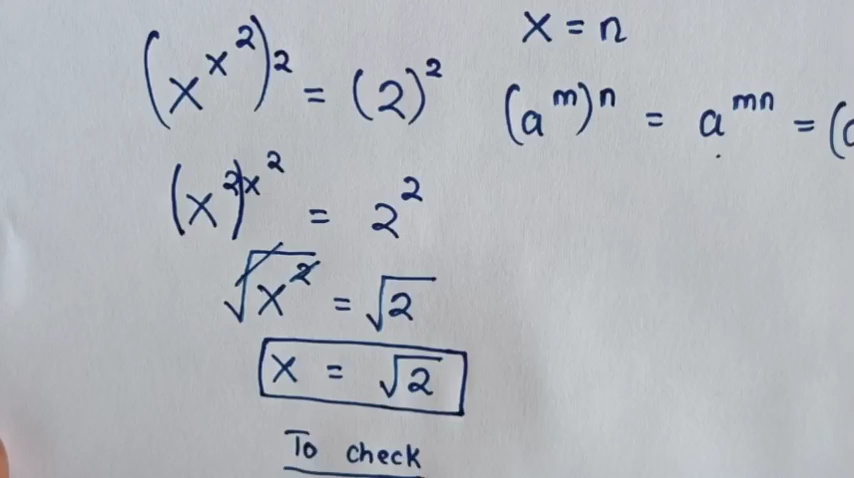 (x^x^2)^2 = (2)^2
x = n
(a^m)^n = a^mn = (
(x^2)^x^2 = 2^2
√x^2 = √2
x = √2
To check